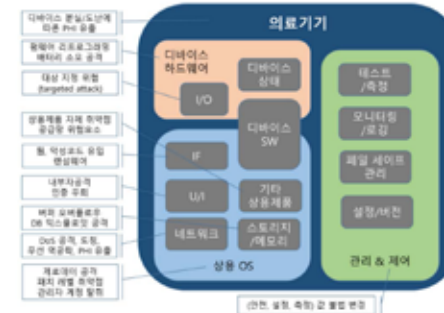 디바이스 분실/도난에
따른 PHI 유출
펌웨어 리프로그래밍
배터리 소모 공격
대상 지정 위협
(targeted attack)
상용제품 자체 취약점
공급망 위협요소
웜, 악성코드 유입
랜섬웨어
내부자공격
인증 우회
버퍼 오버플로우
DB 익스플로잇 공격
DoS 공격, 도청,
무선 역공학, PHI 유출
제로데이 공격
패치 레벨 취약점
관리자 계정 탈취
의료기기
디바이스
하드웨어
디바이스
상태
I/O
디바이스
SW
IF
U/I
기타
상용제품
네트워크
스토리지
/메모리
상용 OS
테스트
/측정
모니터링
/로깅
페일 세이프
관리
설정/버전
관리 & 제어
(안전, 설정, 측정) 값 불법 변경